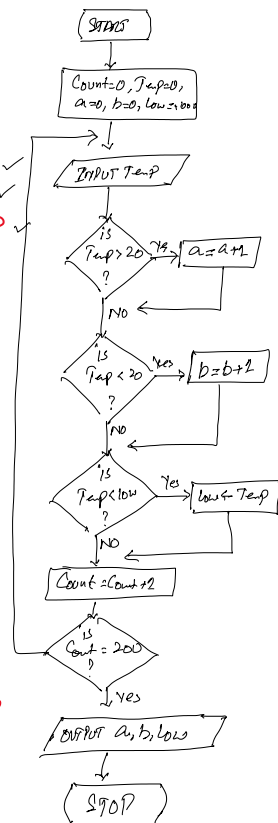 START
Count=0, Temp=0,
a=0, b=0, low=1000
INPUT Temp
is
Temp>20
?
Yes
a=a+1
NO
is
Temp<20
?
Yes
b=b+1
NO
is
Temp<low
?
Yes
low← Temp
NO
Count=Count+1
is
Count = 200
?
Yes
OUTPUT a, b, low
STOP